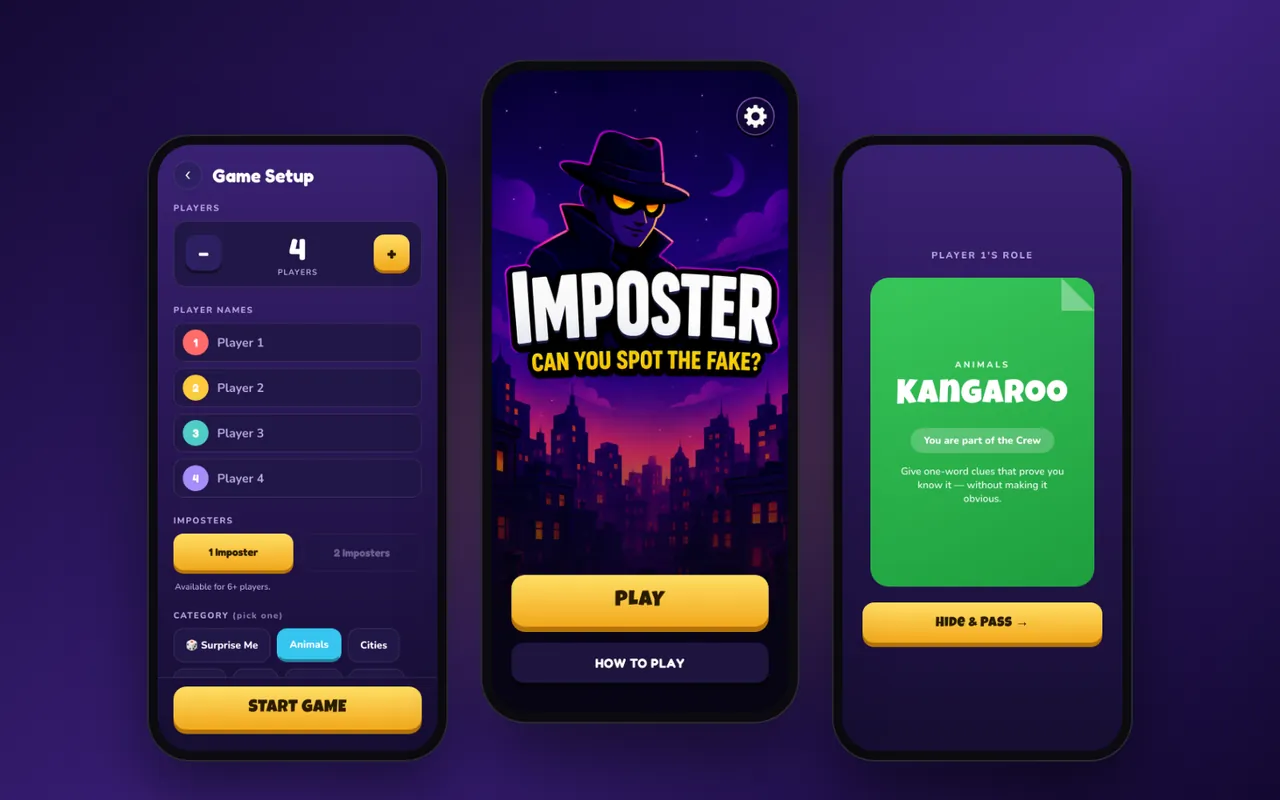 Game Setup
PLAYERS
−
4
+
PLAYERS
PLAYER NAMES
1 Player 1
2 Player 2
3 Player 3
4 Player 4
IMPOSTERS
1 Imposter
2 Imposters
Available for 6+ players.
CATEGORY (pick one)
🎲 Surprise Me
Animals
Cities
START GAME
IMPOSTER
CAN YOU SPOT THE FAKE?
PLAY
HOW TO PLAY
PLAYER 1'S ROLE
ANIMALS
KANGAROO
You are part of the Crew
Give one-word clues that prove you
know it — without making it
obvious.
HIDE & PASS →